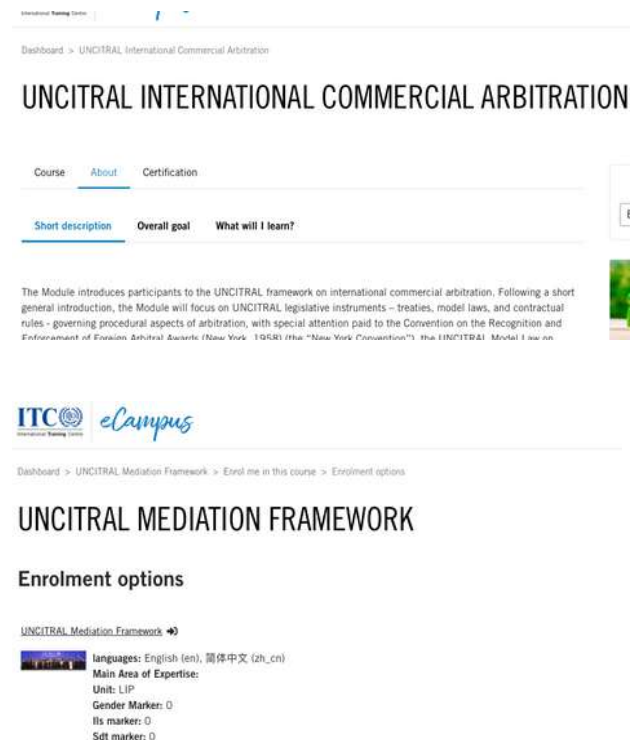 International Training Centre
Dashboard > UNCITRAL International Commercial Arbitration
UNCITRAL INTERNATIONAL COMMERCIAL ARBITRATION
Course About Certification
Short description Overall goal What will I learn?
The Module introduces participants to the UNCITRAL framework on international commercial arbitration. Following a short
general introduction, the Module will focus on UNCITRAL legislative instruments – treaties, model laws, and contractual
rules - governing procedural aspects of arbitration, with special attention paid to the Convention on the Recognition and
Enforcement of Foreign Arbitral Awards (New York, 1958) (the "New York Convention"), the UNCITRAL Model Law on
ITC eCampus
International Training Centre
Dashboard > UNCITRAL Mediation Framework > Enrol me in this course > Enrolment options
UNCITRAL MEDIATION FRAMEWORK
Enrolment options
UNCITRAL Mediation Framework
languages: English (en), 简体中文 (zh_cn)
Main Area of Expertise:
Unit: LIP
Gender Marker: 0
Ils marker: 0
Sdt marker: 0